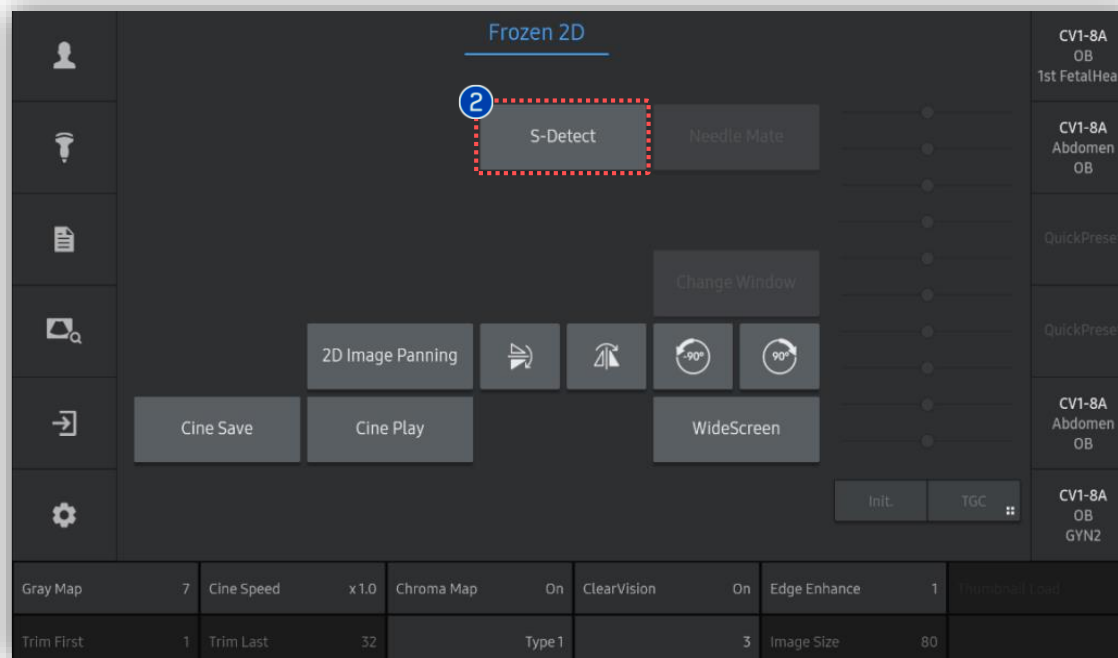 Frozen 2D
2
S-Detect
Needle Mate
Change Window
2D Image Panning
-90°
90°
Cine Save
Cine Play
WideScreen
Init.
TGC
CV1-8A
OB
1st FetalHea
CV1-8A
Abdomen
OB
QuickPrese
QuickPrese
CV1-8A
Abdomen
OB
CV1-8A
OB
GYN2
Gray Map 7
Cine Speed x 1.0
Chroma Map On
ClearVision On
Edge Enhance 1
Thumbnail Load
Trim First 1
Trim Last 32
Type 1
3
Image Size 80